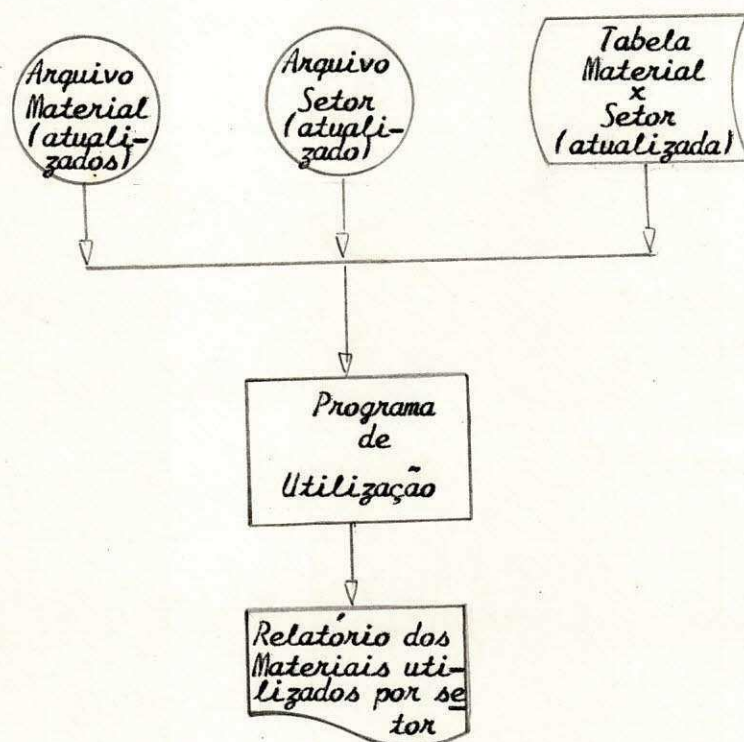 Arquivo
Material
(atuali-
zados)
Arquivo
Setor
(atuali-
zado)
Tabela
Material
x
Setor
(atualizada)
Programa
de
Utilização
Relatório dos
Materiais uti-
lizados por se
tor